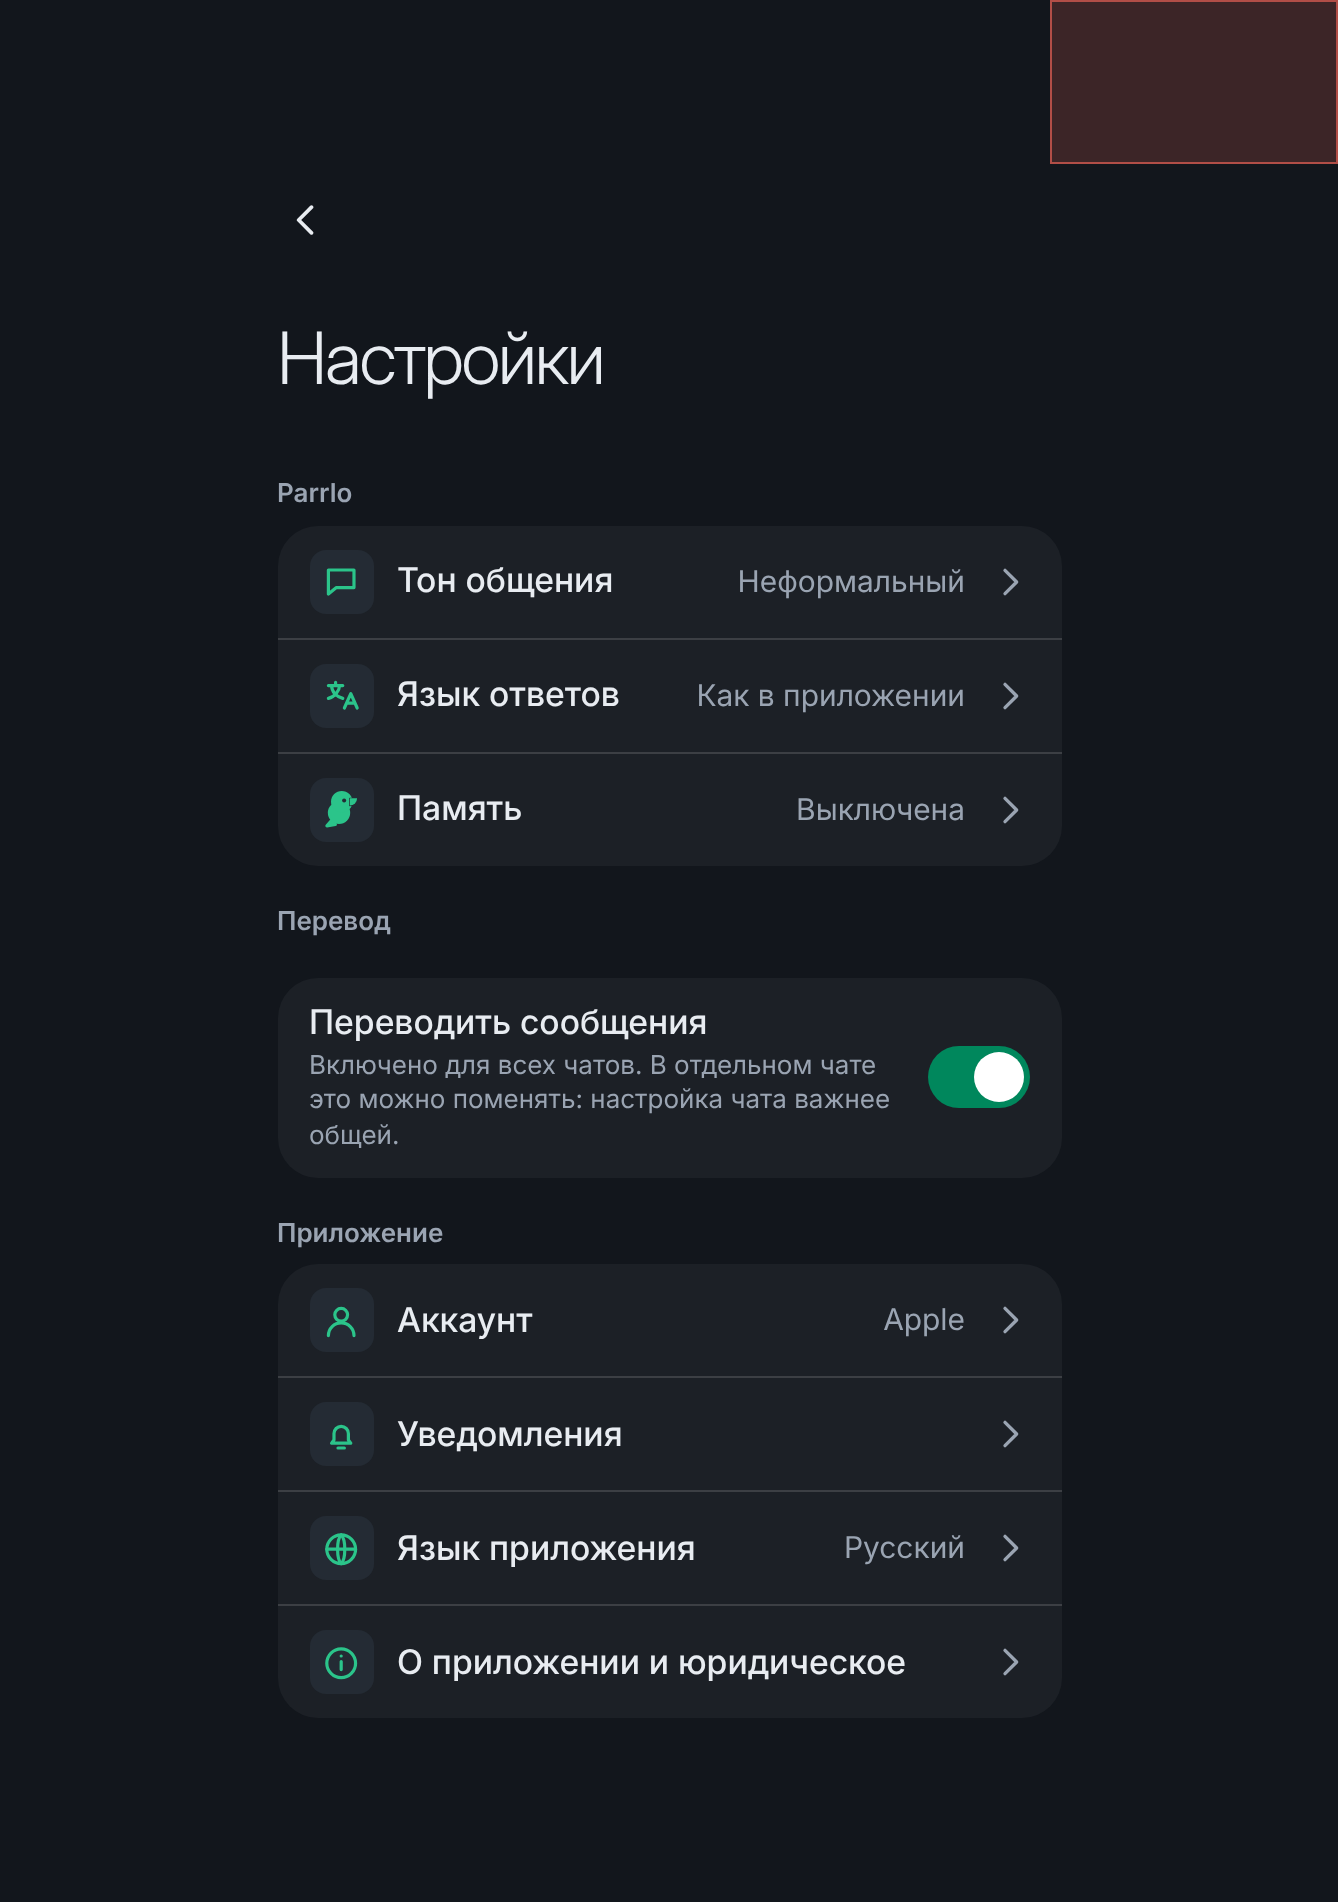 Настройки
Parrlo
Тон общения Неформальный
Язык ответов Как в приложении
Память Выключена
Перевод
Переводить сообщения
Включено для всех чатов. В отдельном чате
это можно поменять: настройка чата важнее
общей.
Приложение
Аккаунт Apple
Уведомления
Язык приложения Русский
О приложении и юридическое